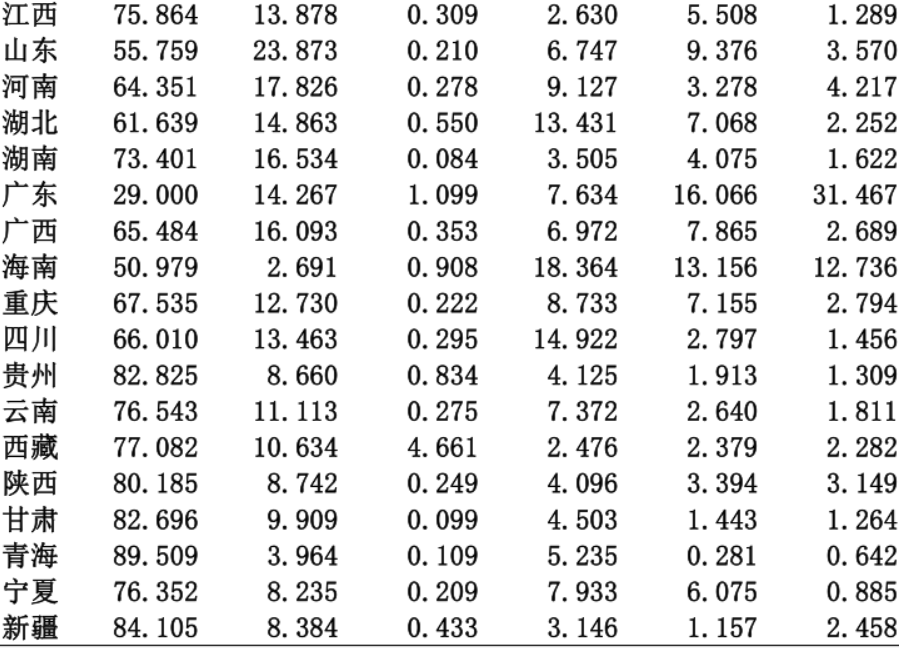 江西 75.864 13.878 0.309 2.630 5.508 1.289
山东 55.759 23.873 0.210 6.747 9.376 3.570
河南 64.351 17.826 0.278 9.127 3.278 4.217
湖北 61.639 14.863 0.550 13.431 7.068 2.252
湖南 73.401 16.534 0.084 3.505 4.075 1.622
广东 29.000 14.267 1.099 7.634 16.066 31.467
广西 65.484 16.093 0.353 6.972 7.865 2.689
海南 50.979 2.691 0.908 18.364 13.156 12.736
重庆 67.535 12.730 0.222 8.733 7.155 2.794
四川 66.010 13.463 0.295 14.922 2.797 1.456
贵州 82.825 8.660 0.834 4.125 1.913 1.309
云南 76.543 11.113 0.275 7.372 2.640 1.811
西藏 77.082 10.634 4.661 2.476 2.379 2.282
陕西 80.185 8.742 0.249 4.096 3.394 3.149
甘肃 82.696 9.909 0.099 4.503 1.443 1.264
青海 89.509 3.964 0.109 5.235 0.281 0.642
宁夏 76.352 8.235 0.209 7.933 6.075 0.885
新疆 84.105 8.384 0.433 3.146 1.157 2.458